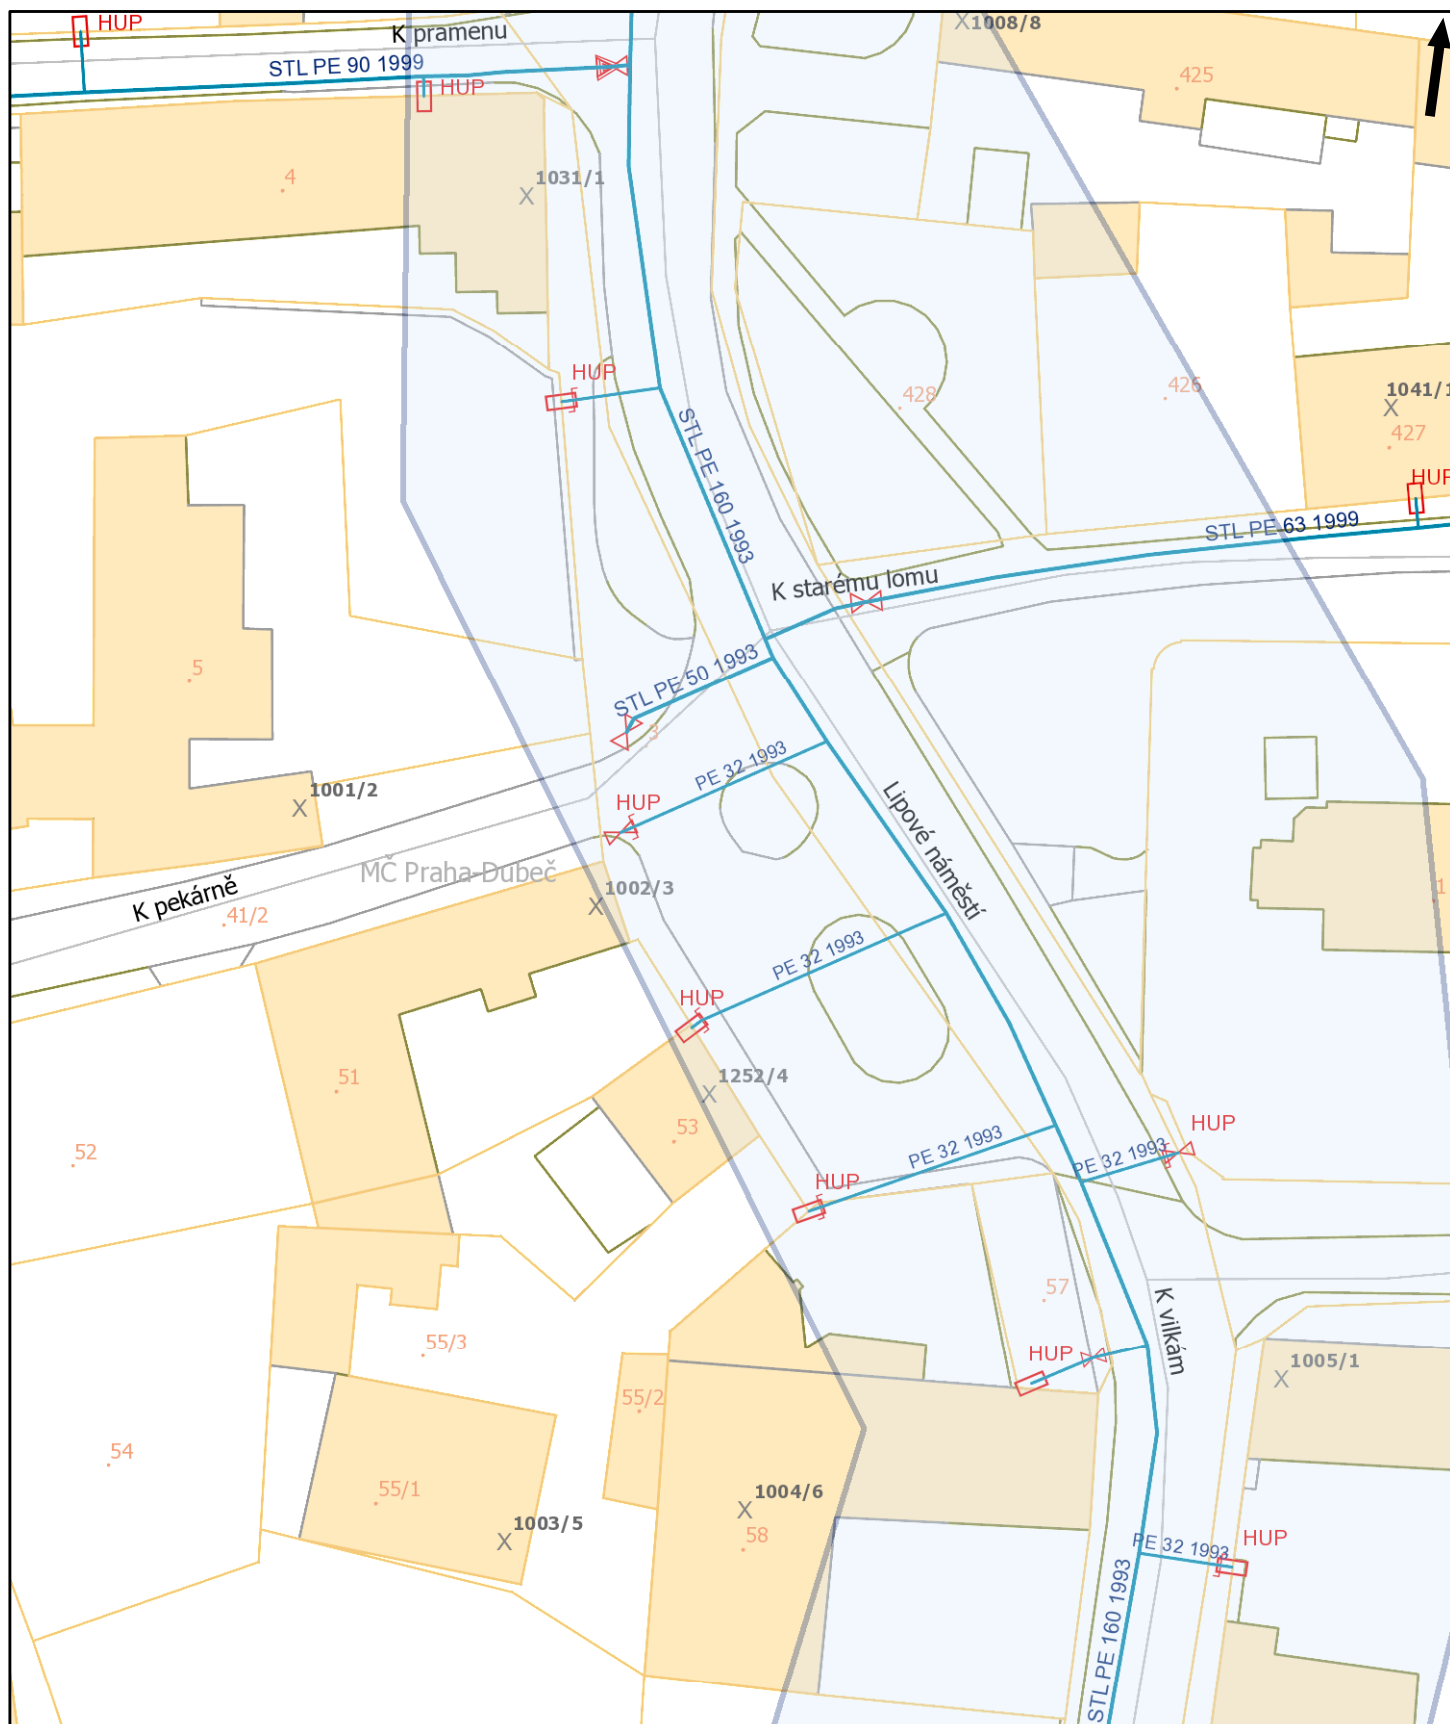 HUP
K pramenu
1008/8
STL PE 90 1999
425
HUP
4
1031/1
HUP
428
426
1041/1
427
STL PE 160 1993
HUP
STL PE 63 1999
K starému lomu
5
STL PE 50 1993
3
PE 32 1993
1001/2
HUP
Lipové náměstí
MČ Praha-Dubeč
K pekárně
1002/3
1
41/2
PE 32 1993
HUP
51
1252/4
53
HUP
52
PE 32 1993
PE 32 1993
HUP
57
K vilkám
55/3
HUP
1005/1
55/2
54
55/1
1004/6
1003/5
58
PE 32 1993
HUP
STL PE 160 1993